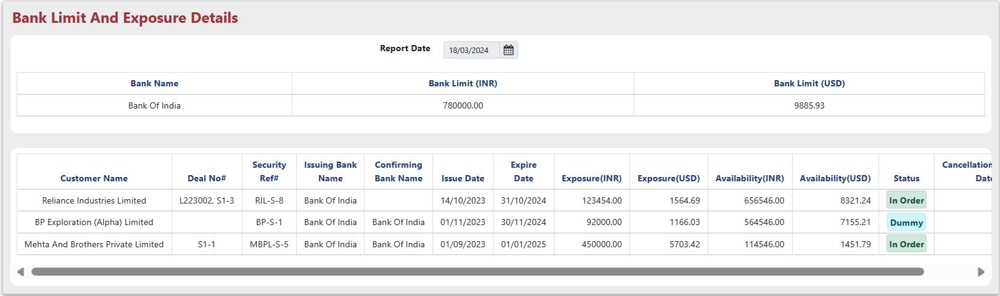 Bank Limit And Exposure Details
Report Date 18/03/2024
Bank Name Bank Limit (INR) Bank Limit (USD)
Bank Of India 780000.00 9885.93
Customer Name Deal No# Security Ref# Issuing Bank Name Confirming Bank Name Issue Date Expire Date Exposure(INR) Exposure(USD) Availability(INR) Availability(USD) Status Cancellation Date
Reliance Industries Limited L223002, S1-3 RIL-S-8 Bank Of India 14/10/2023 31/10/2024 123454.00 1564.69 656546.00 8321.24 In Order
BP Exploration (Alpha) Limited BP-S-1 Bank Of India Bank Of India 01/11/2023 30/11/2024 92000.00 1166.03 564546.00 7155.21 Dummy
Mehta And Brothers Private Limited S1-1 MBPL-S-5 Bank Of India Bank Of India 01/09/2023 01/01/2025 450000.00 5703.42 114546.00 1451.79 In Order